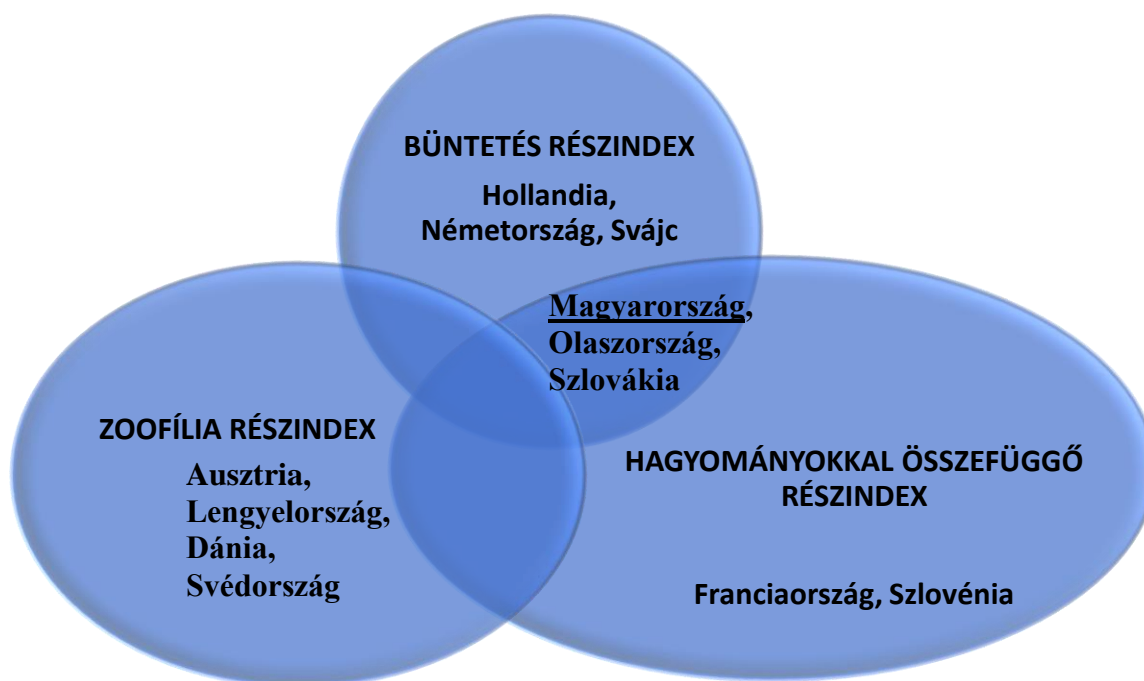 BÜNTETÉS RÉSZINDEX
Hollandia,
Németország, Svájc
Magyarország,
Olaszország,
Szlovákia
ZOOFÍLIA RÉSZINDEX
Ausztria,
Lengyelország,
Dánia,
Svédország
HAGYOMÁNYOKKAL ÖSSZEFÜGGŐ
RÉSZINDEX
Franciaország, Szlovénia